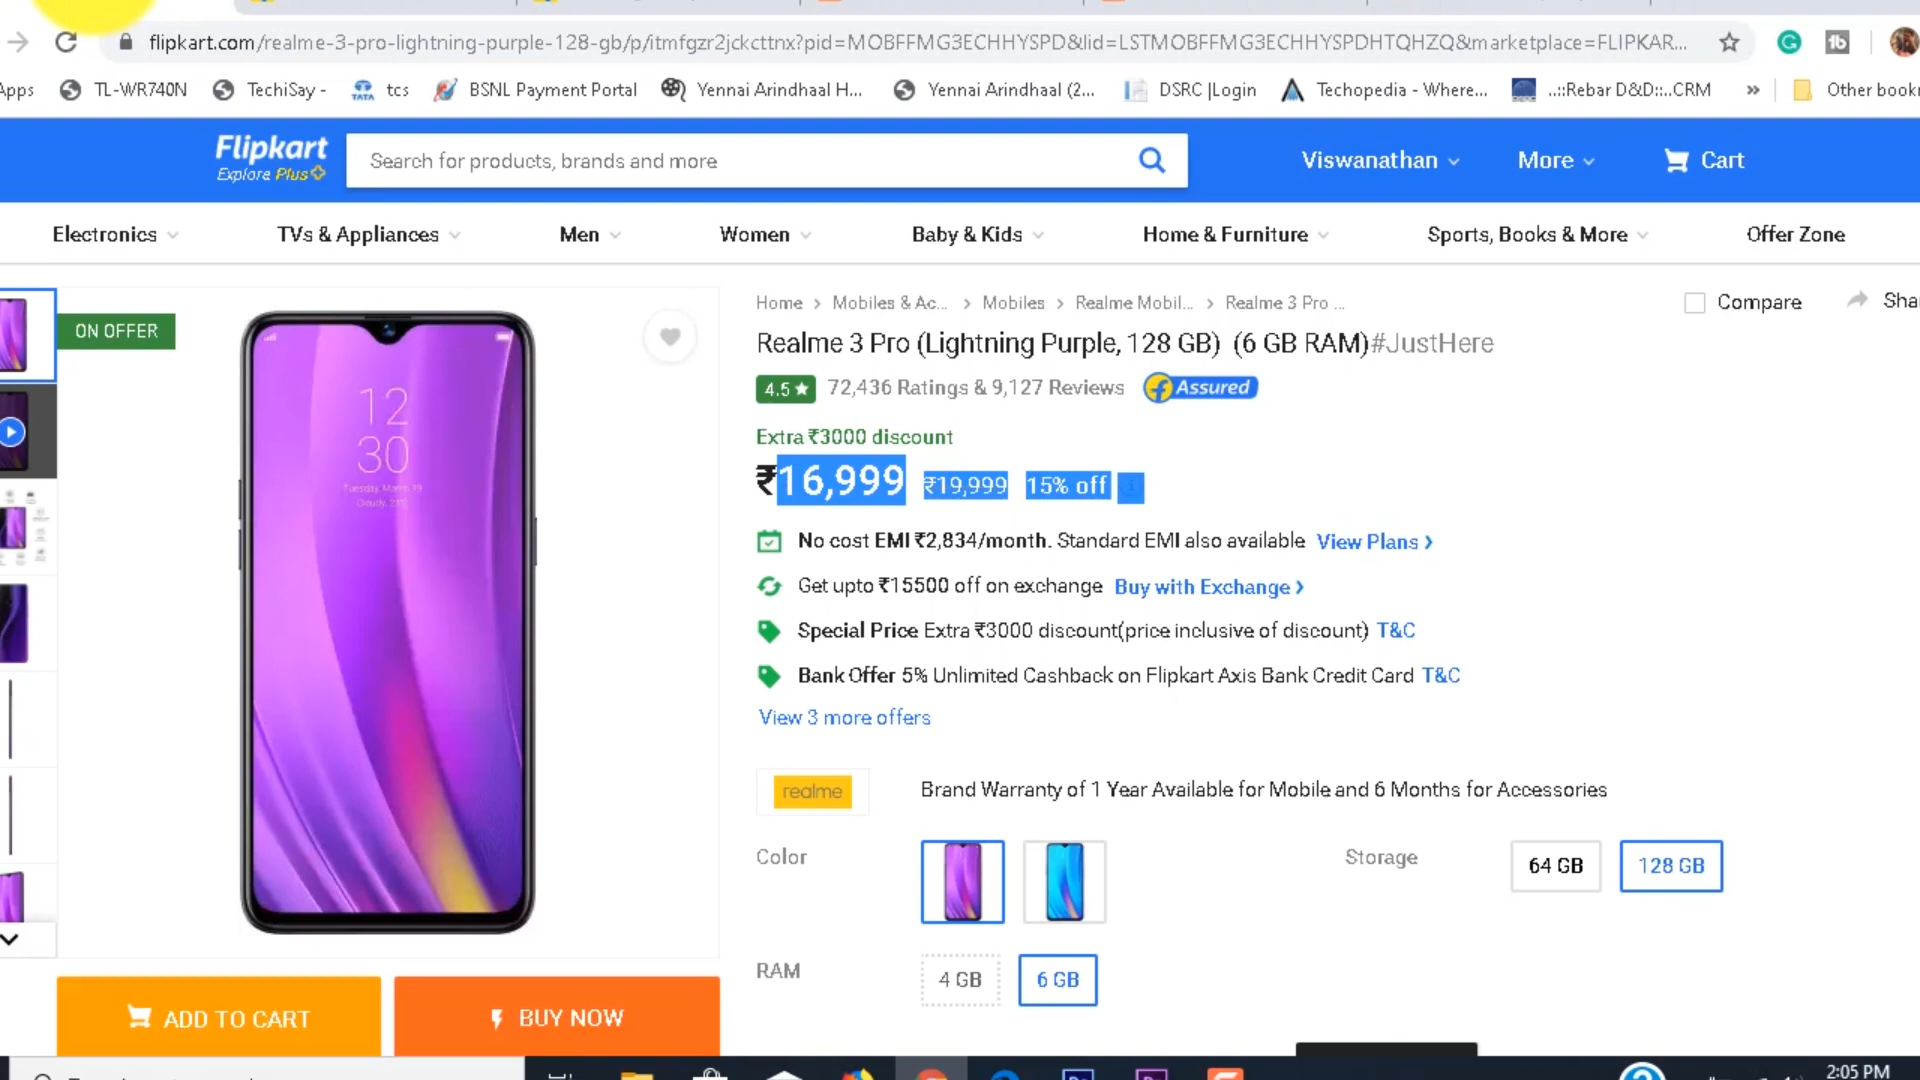 flipkart.com/realme-3-pro-lightning-purple-128-gb/p/itmfgzr2jckcttnx?pid=MOBFFMG3ECHHYSPD&lid=LSTMOBFFMG3ECHHYSPDHTQHZQ&marketplace=FLIPKAR...
Apps TL-WR740N TechiSay - tcs BSNL Payment Portal Yennai Arindhaal H... Yennai Arindhaal (2... DSRC |Login Techopedia - Where... ..::Rebar D&D::..CRM » Other book
Flipkart
Explore Plus
Search for products, brands and more
Viswanathan More Cart
Electronics TVs & Appliances Men Women Baby & Kids Home & Furniture Sports, Books & More Offer Zone
Home > Mobiles & Ac... > Mobiles > Realme Mobil... > Realme 3 Pro ...
Compare Sha
ON OFFER
Realme 3 Pro (Lightning Purple, 128 GB) (6 GB RAM)#JustHere
4.5★ 72,436 Ratings & 9,127 Reviews Assured
Extra ₹3000 discount
₹16,999 ₹19,999 15% off
12
30
Tuesday, March 19
No cost EMI ₹2,834/month. Standard EMI also available View Plans >
Get upto ₹15500 off on exchange Buy with Exchange >
Special Price Extra ₹3000 discount(price inclusive of discount) T&C
Bank Offer 5% Unlimited Cashback on Flipkart Axis Bank Credit Card T&C
View 3 more offers
realme Brand Warranty of 1 Year Available for Mobile and 6 Months for Accessories
Color Storage 64 GB 128 GB
RAM 4 GB 6 GB
ADD TO CART BUY NOW
2:05 PM